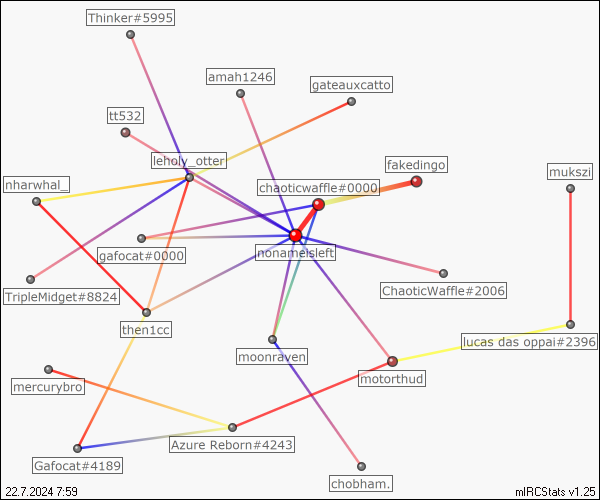 Thinker#5995
amah1246
gateauxcatto
tt532
leholy_otter
fakedingo
mukszi
nharwhal_
chaoticwaffle#0000
gafocat#0000
nonameisleft
TripleMidget#8824
ChaoticWaffle#2006
then1cc
lucas das oppai#2396
moonraven
motorthud
mercurybro
Azure Reborn#4243
Gafocat#4189
chobham.
22.7.2024 7:59
mIRCStats v1.25